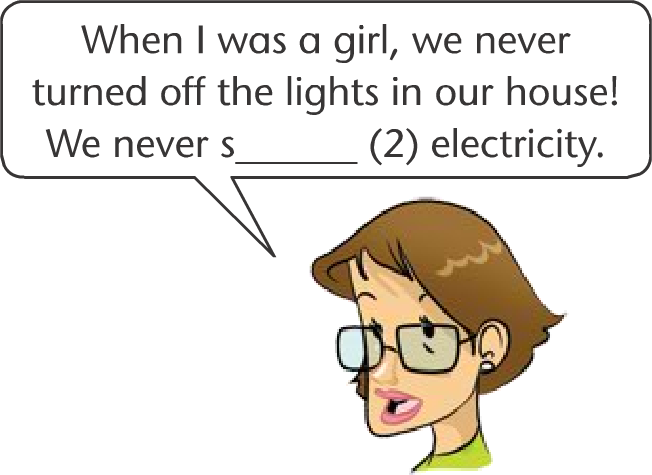 When I was a girl, we never
turned off the lights in our house!
We never s______ (2) electricity.